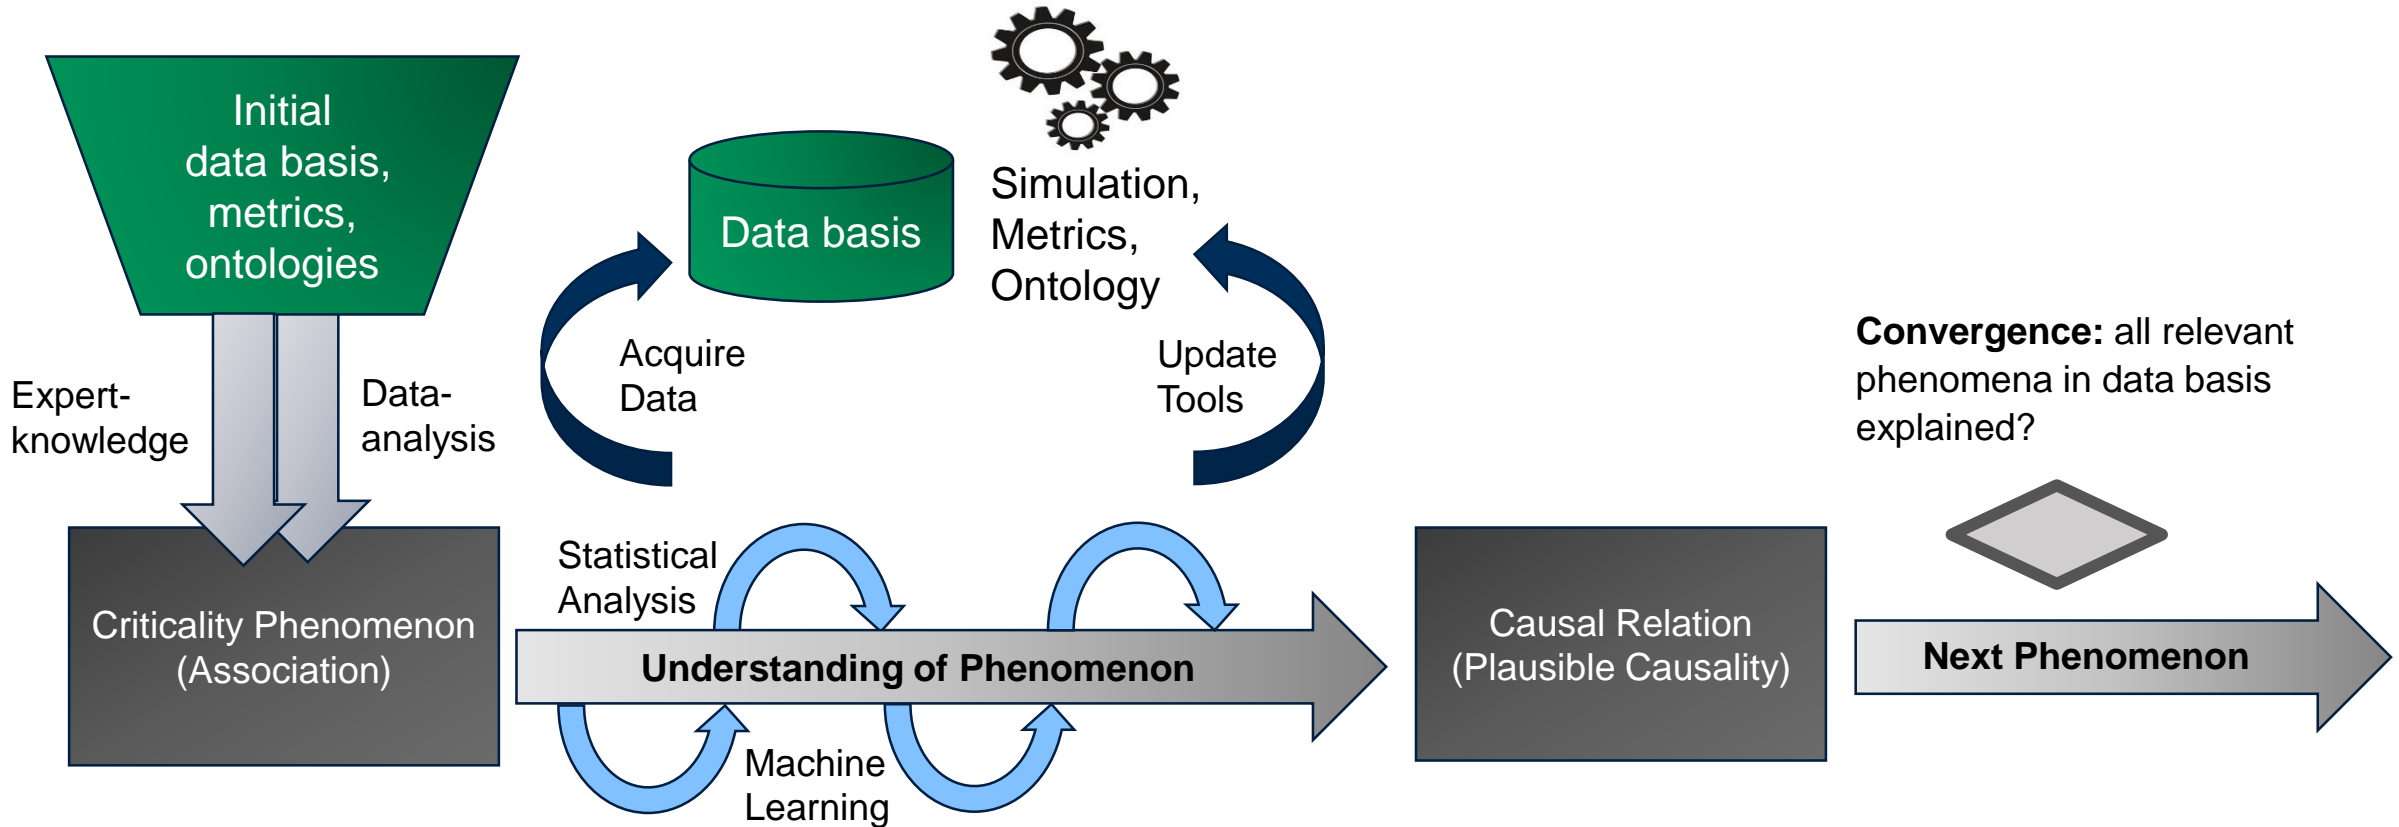 Initial
data basis,
metrics,
ontologies
Expert-
knowledge
Data-
analysis
Criticality Phenomenon
(Association)
Data basis
Simulation,
Metrics,
Ontology
Acquire
Data
Update
Tools
Statistical
Analysis
Understanding of Phenomenon
Machine
Learning
Causal Relation
(Plausible Causality)
Convergence: all relevant
phenomena in data basis
explained?
Next Phenomenon